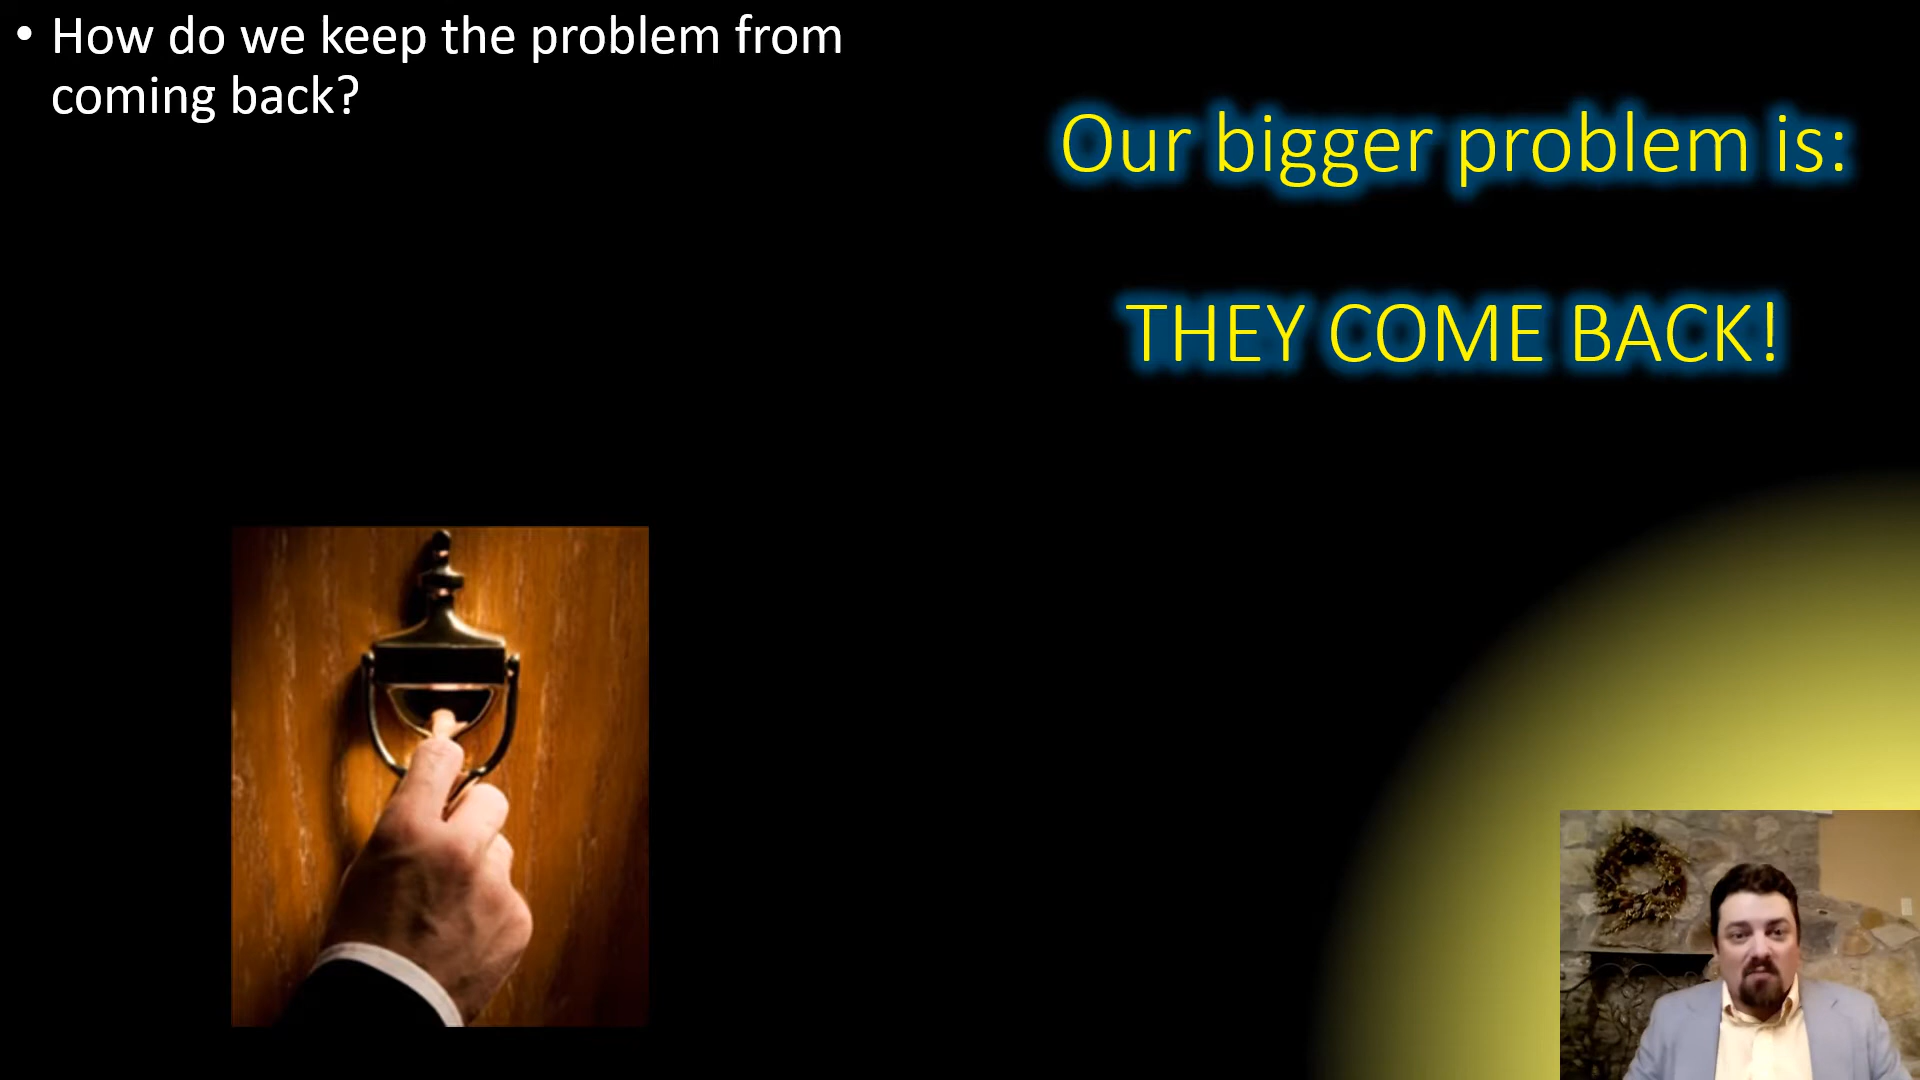 • How do we keep the problem from
coming back?
Our bigger problem is:
THEY COME BACK!